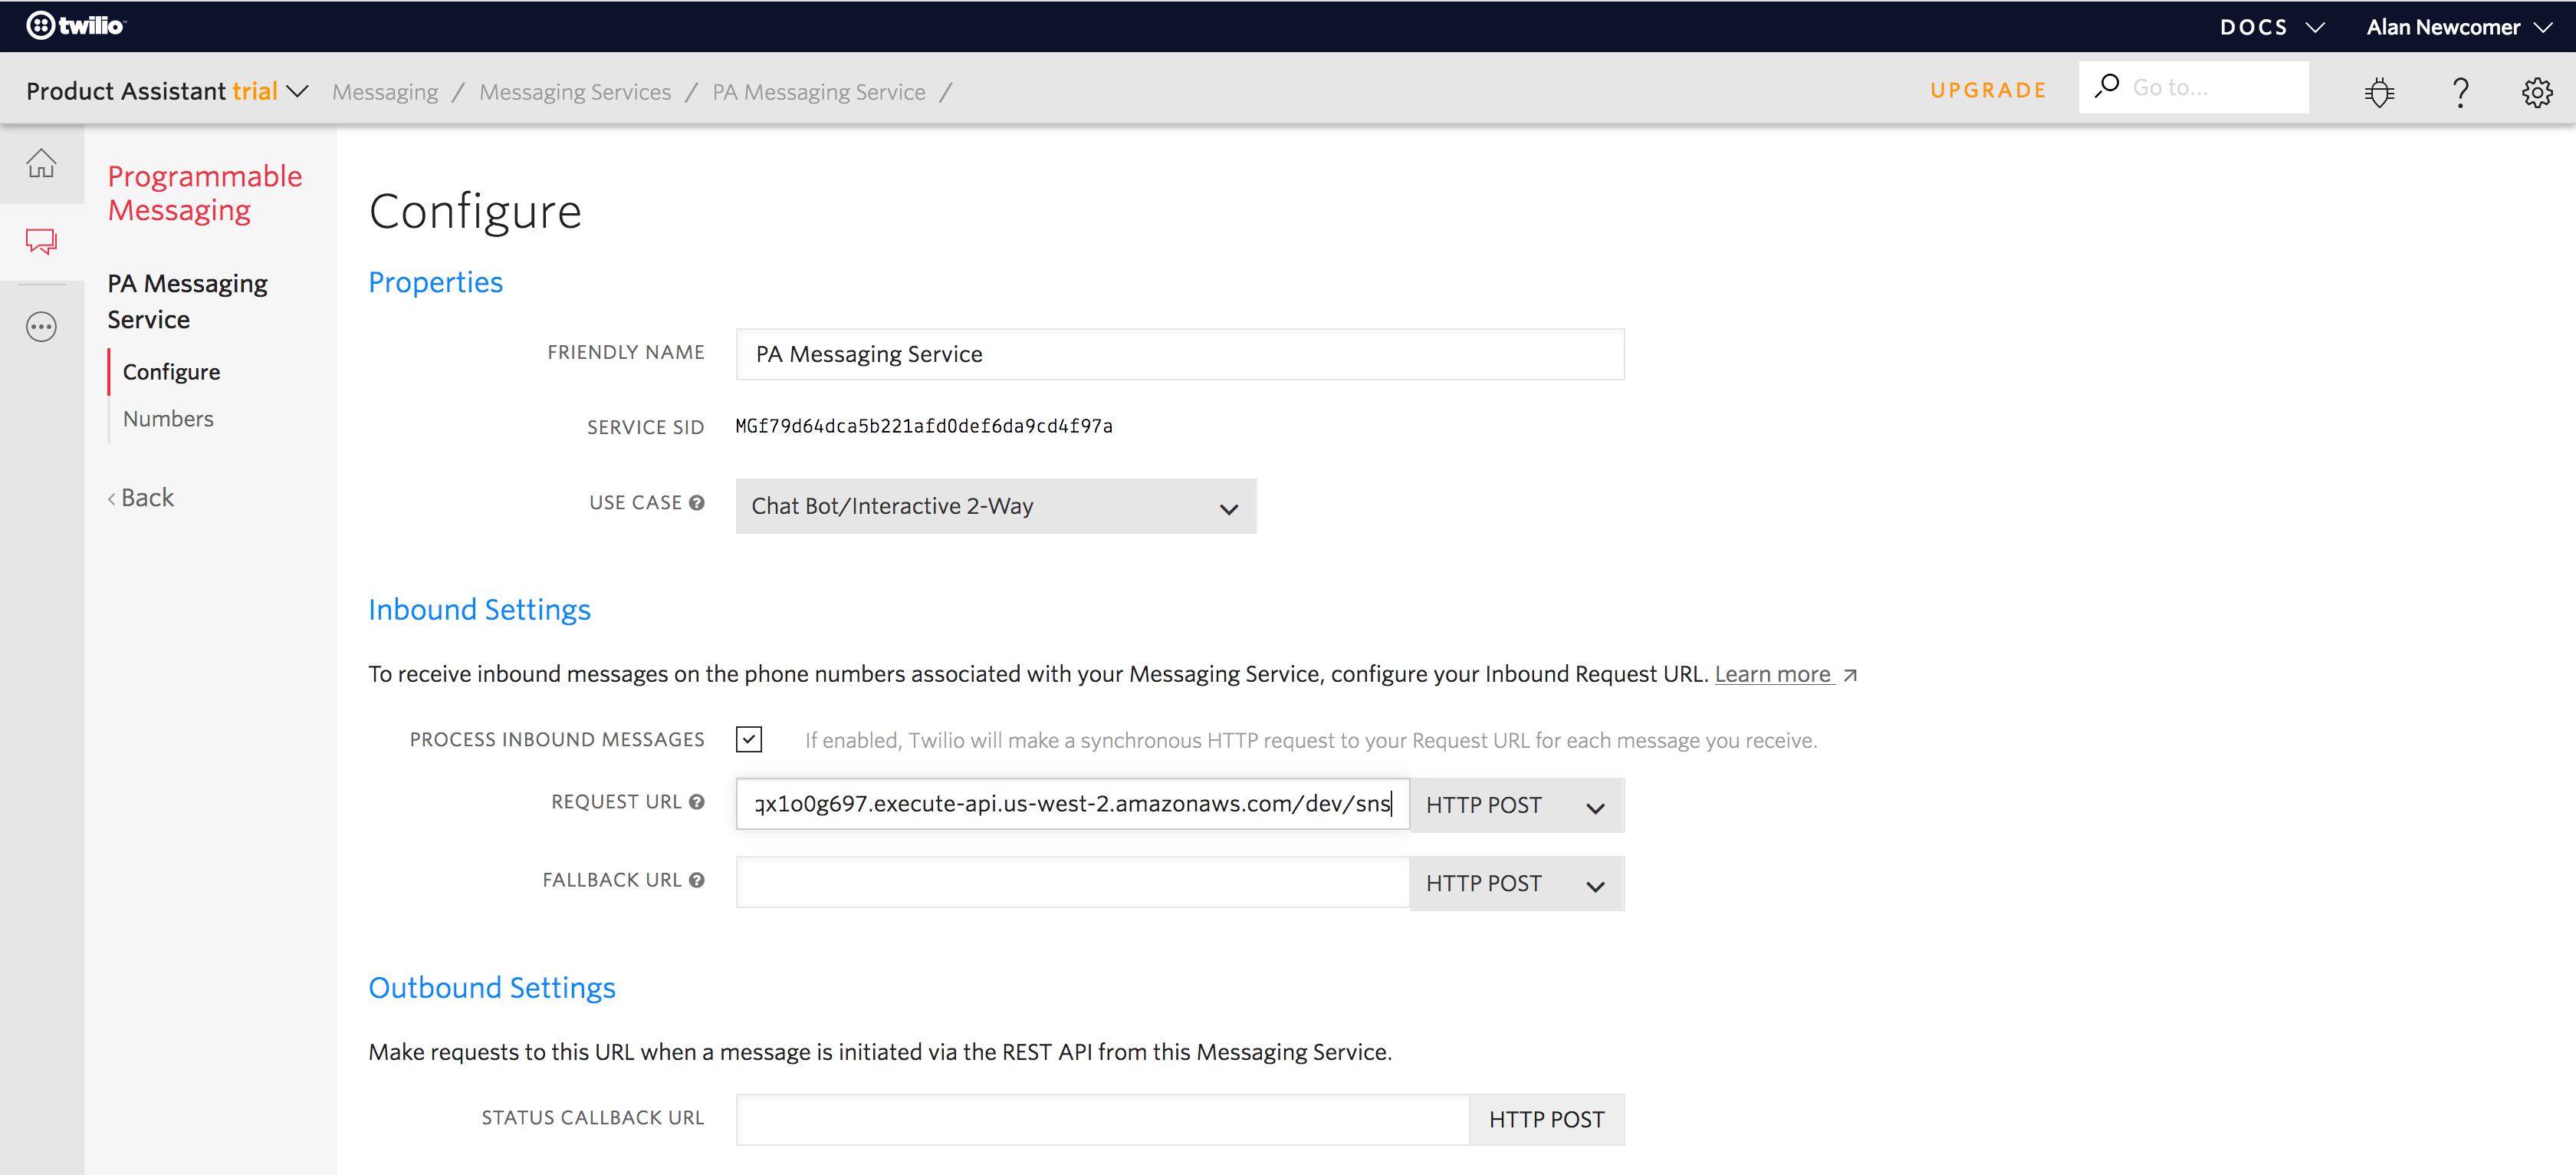 twilio
DOCS
Alan Newcomer
Product Assistant trial
Messaging / Messaging Services / PA Messaging Service /
UPGRADE
Go to...
Programmable
Messaging
PA Messaging
Service
Configure
Numbers
‹ Back
Configure
Properties
FRIENDLY NAME
PA Messaging Service
SERVICE SID
MGf79d64dca5b221afd0def6da9cd4f97a
USE CASE ?
Chat Bot/Interactive 2-Way
Inbound Settings
To receive inbound messages on the phone numbers associated with your Messaging Service, configure your Inbound Request URL. Learn more
PROCESS INBOUND MESSAGES
If enabled, Twilio will make a synchronous HTTP request to your Request URL for each message you receive.
REQUEST URL ?
qx1o0g697.execute-api.us-west-2.amazonaws.com/dev/sns
HTTP POST
FALLBACK URL ?
HTTP POST
Outbound Settings
Make requests to this URL when a message is initiated via the REST API from this Messaging Service.
STATUS CALLBACK URL
HTTP POST